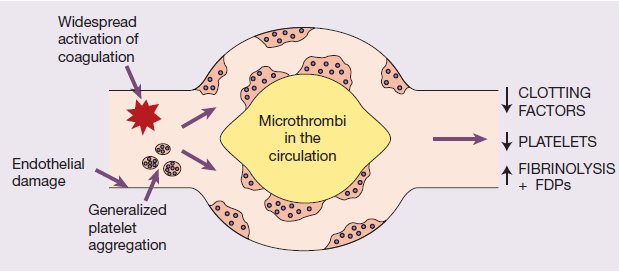 Widespread
activation of
coagulation
Endothelial
damage
Generalized
platelet
aggregation
Microthrombi
in the
circulation
↓ CLOTTING
FACTORS
↓ PLATELETS
↑ FIBRINOLYSIS
+ FDPs